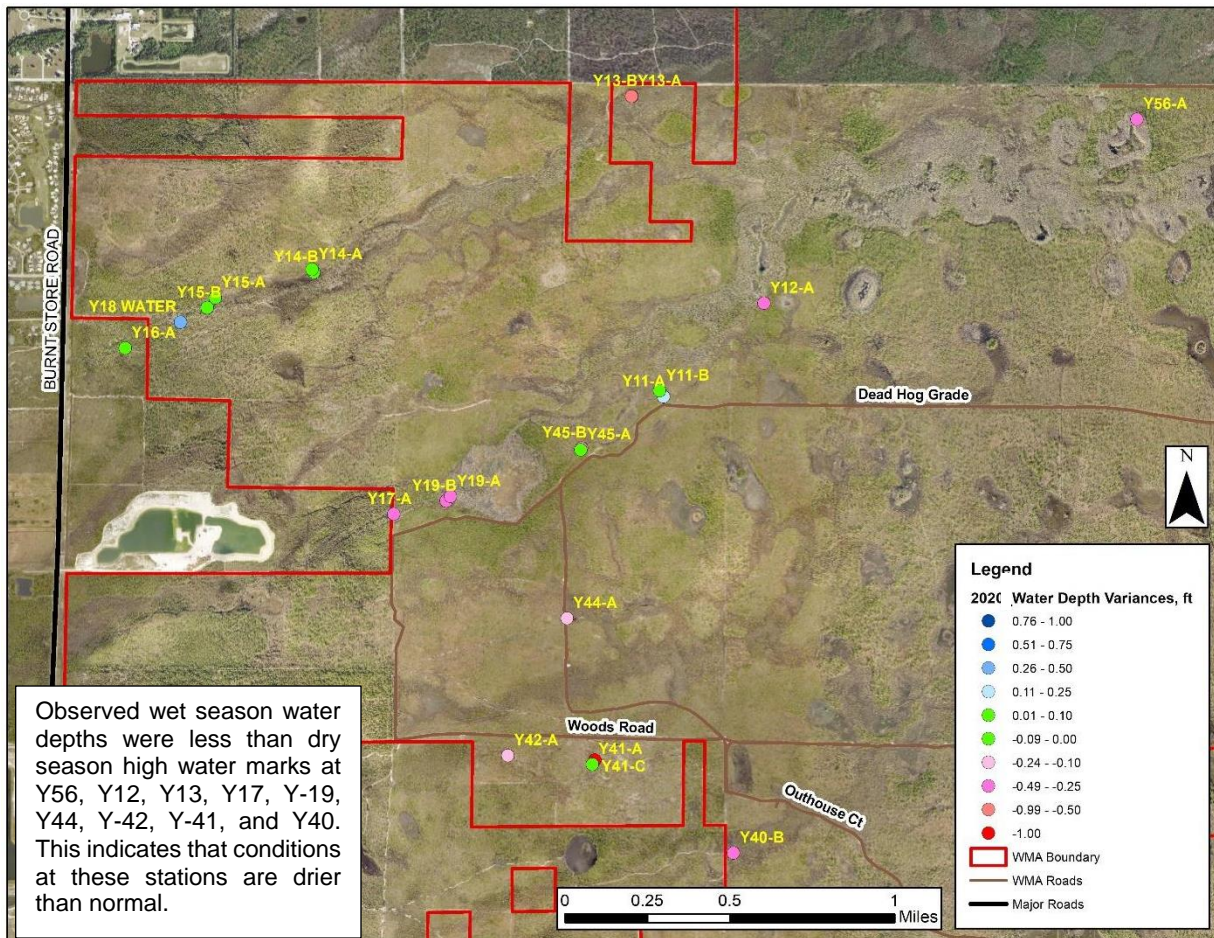 Y13-B Y13-A
Y56-A
Y14-B Y14-A
Y15-B Y15-A
Y18 WATER
Y16-A
Y12-A
Y11-A Y11-B
Dead Hog Grade
BURNT STORE ROAD
Y45-B Y45-A
Y19-B Y19-A
Y17-A
N
Y44-A
Woods Road
Y42-A
Y41-A
Y41-C
Outhouse Ct
Y40-B
0 0.25 0.5 1
Miles
Observed wet season water
depths were less than dry
season high water marks at
Y56, Y12, Y13, Y17, Y-19,
Y44, Y-42, Y-41, and Y40.
This indicates that conditions
at these stations are drier
than normal.
Legend
2020 Water Depth Variances, ft
0.76 - 1.00
0.51 - 0.75
0.26 - 0.50
0.11 - 0.25
0.01 - 0.10
-0.09 - 0.00
-0.24 - -0.10
-0.49 - -0.25
-0.99 - -0.50
-1.00
WMA Boundary
WMA Roads
Major Roads